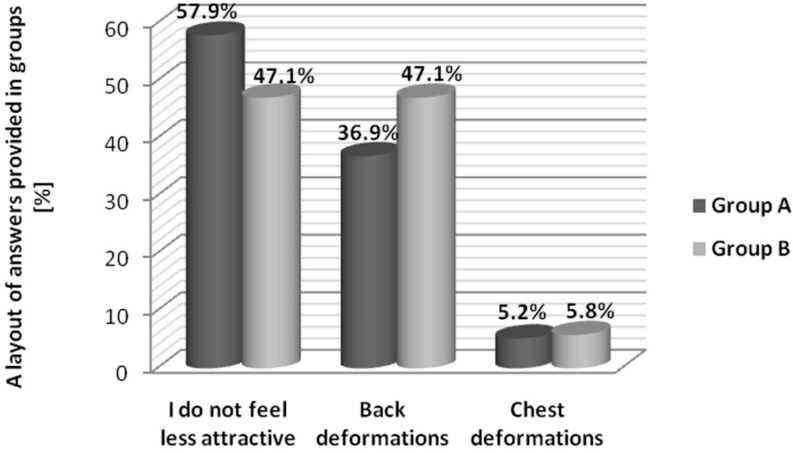 A layout of answers provided in groups
[%]
60
50
40
30
20
10
0
57.9%
47.1%
36.9%
47.1%
5.2%
5.8%
I do not feel
less attractive
Back
deformations
Chest
deformations
Group A
Group B